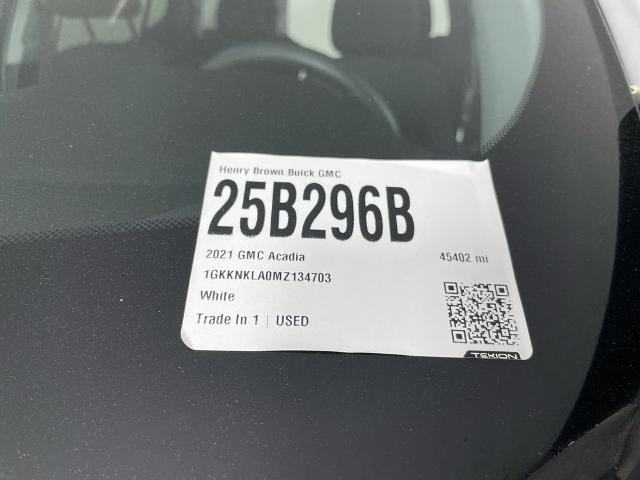 Henry Brown Buick GMC
25B296B
2021 GMC Acadia 45402 mi
1GKKNKLA0MZ134703
White
Trade In 1 | USED
TEKION